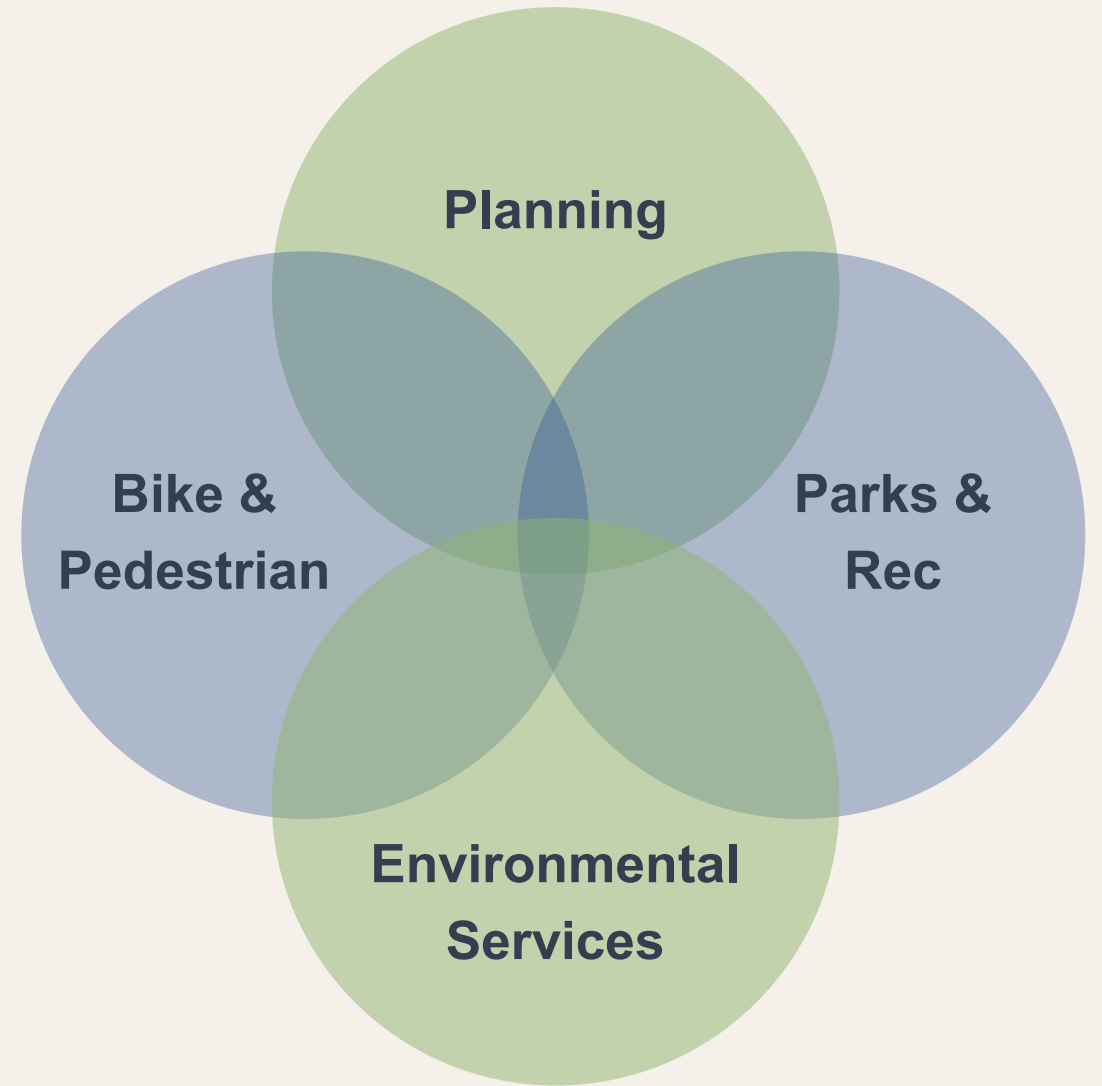 Planning
Bike &
Pedestrian
Parks &
Rec
Environmental
Services